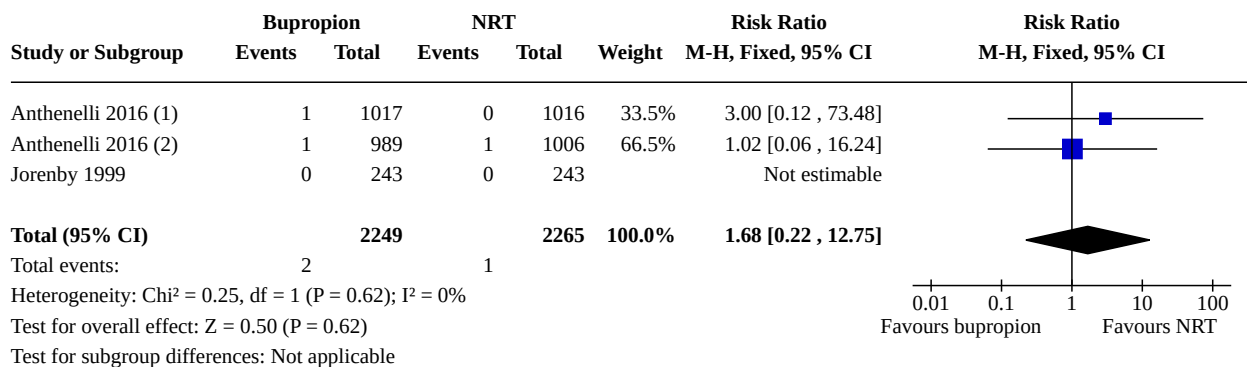 Bupropion NRT Risk Ratio Risk Ratio
Study or Subgroup Events Total Events Total Weight M-H, Fixed, 95% CI M-H, Fixed, 95% CI
Anthenelli 2016 (1) 1 1017 0 1016 33.5% 3.00 [0.12 , 73.48]
Anthenelli 2016 (2) 1 989 1 1006 66.5% 1.02 [0.06 , 16.24]
Jorenby 1999 0 243 0 243 Not estimable
Total (95% CI) 2249 2265 100.0% 1.68 [0.22 , 12.75]
Total events: 2 1
Heterogeneity: Chi² = 0.25, df = 1 (P = 0.62); I² = 0%
0.01 0.1 1 10 100
Test for overall effect: Z = 0.50 (P = 0.62)
Favours bupropion Favours NRT
Test for subgroup differences: Not applicable